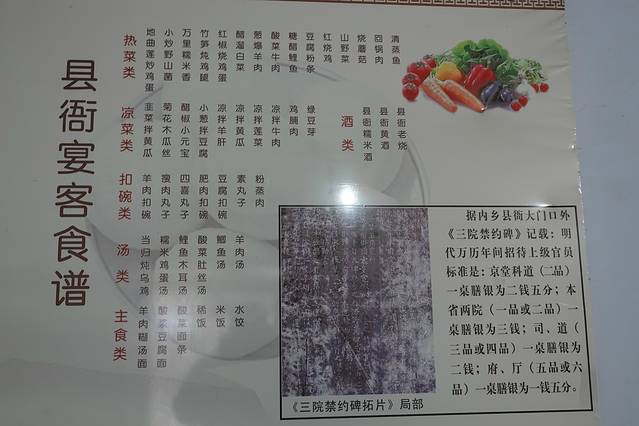 县衙宴客食谱
热菜类
地曲莲炒鸡蛋
小炒野山菌
万里糯米香
竹笋炖鸡腿
红椒烧鸡蛋
醋溜白菜
葱爆羊肉
酸菜牛肉
糖醋鲤鱼
豆腐粉条
红烧鸡
山野菜
烧蘑菇
回锅肉
清蒸鱼
凉菜类
韭菜拌黄瓜
菊花木瓜丝
醋椒小元宝
小葱拌豆腐
凉拌羊肝
凉拌黄瓜
凉拌莲菜
凉拌牛肉
鸡脯肉
绿豆芽
酒类
县衙糯米酒
县衙黄酒
县衙老烧
扣碗类
羊肉扣碗
瘦肉丸子
四喜丸子
肥肉扣碗
豆腐扣碗
素丸子
粉蒸肉
汤类
当归炖乌鸡
糯米鸡蛋汤
鲤鱼木耳汤
酸菜肚丝汤
鲫鱼汤
羊肉汤
主食类
羊肉糊汤面
酸浆豆腐面
酸菜面条
稀饭
米饭
水饺
据内乡县衙大门口外
《三院禁约碑》记载：明
代万历年间招待上级官员
标准是：京堂科道（二品）
一桌膳银为二钱五分；本
省两院（一品或二品）一
桌膳银为三钱；司、道（
三品或四品）一桌膳银为
二钱；府、厅（五品或六
品）一桌膳银为一钱五分。
《三院禁约碑拓片》局部